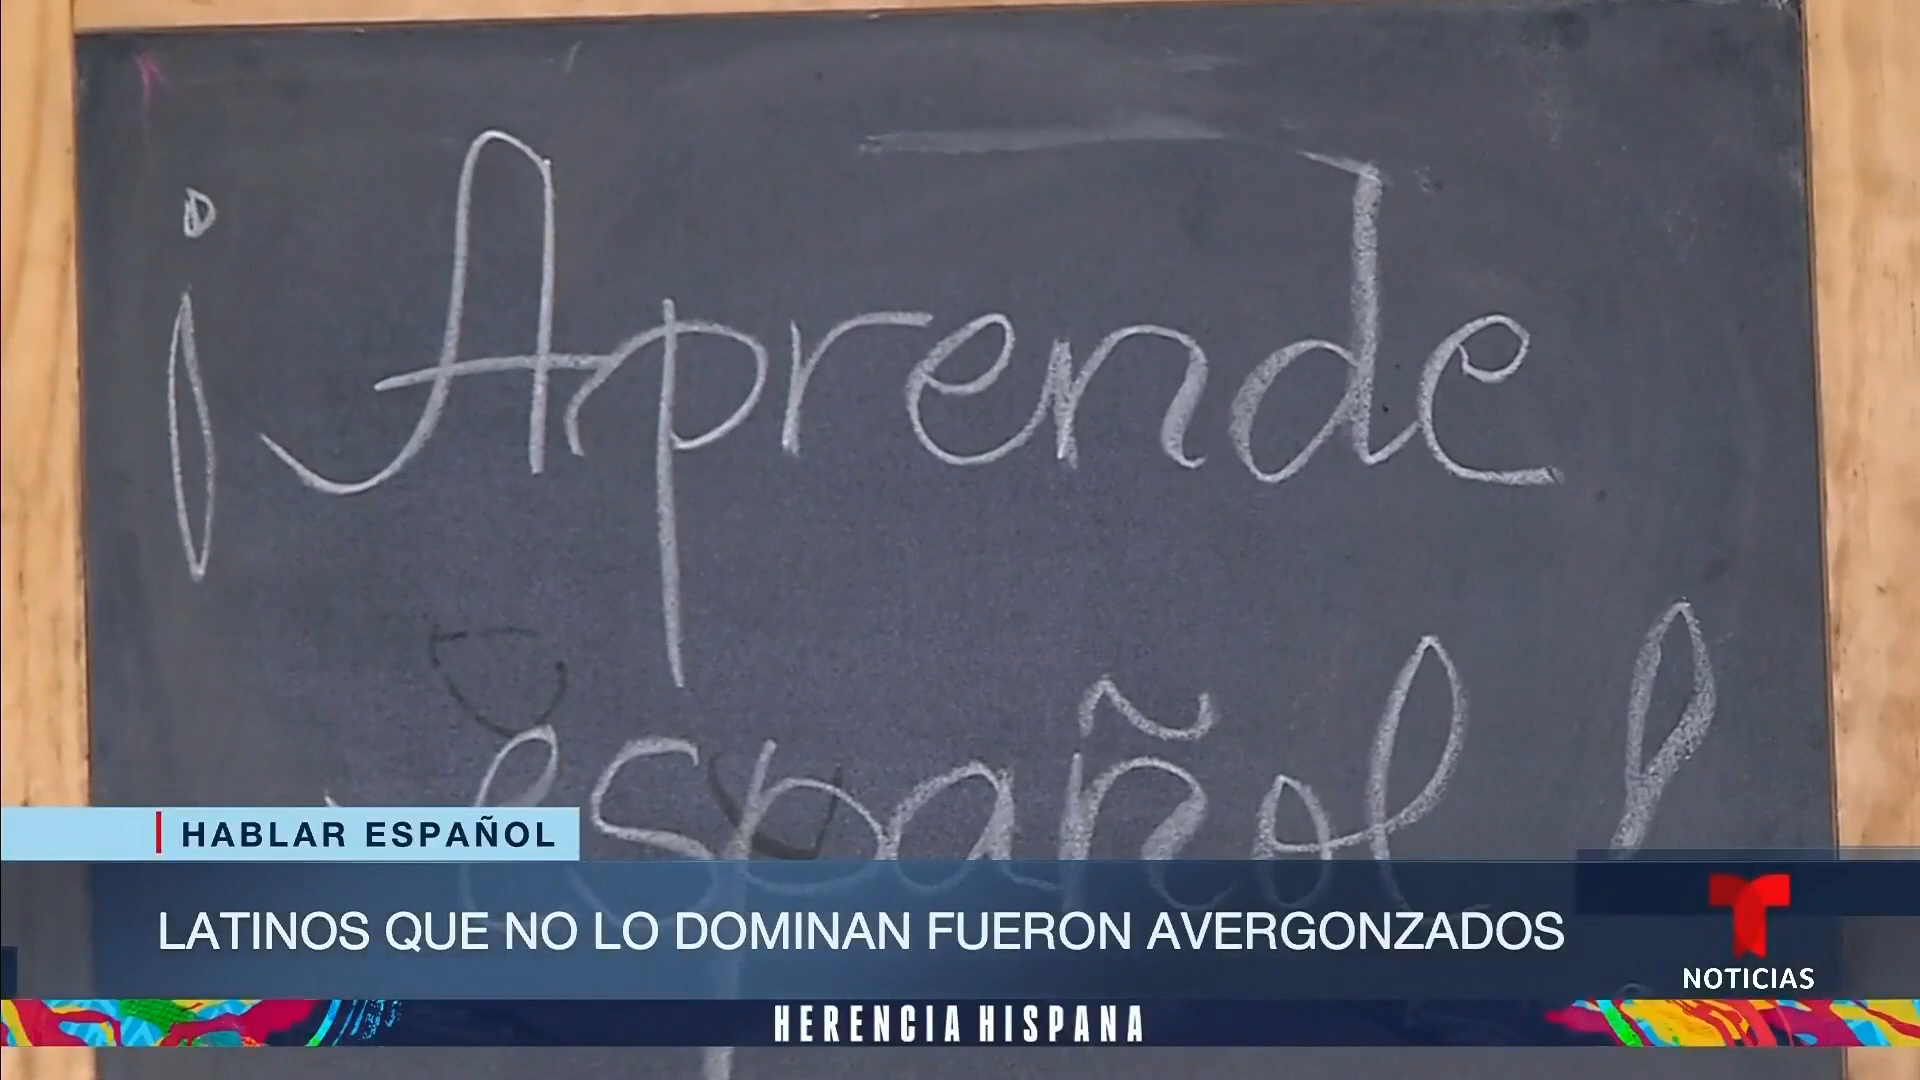 ¡Aprende
español!
HABLAR ESPAÑOL
LATINOS QUE NO LO DOMINAN FUERON AVERGONZADOS
NOTICIAS
HERENCIA HISPANA